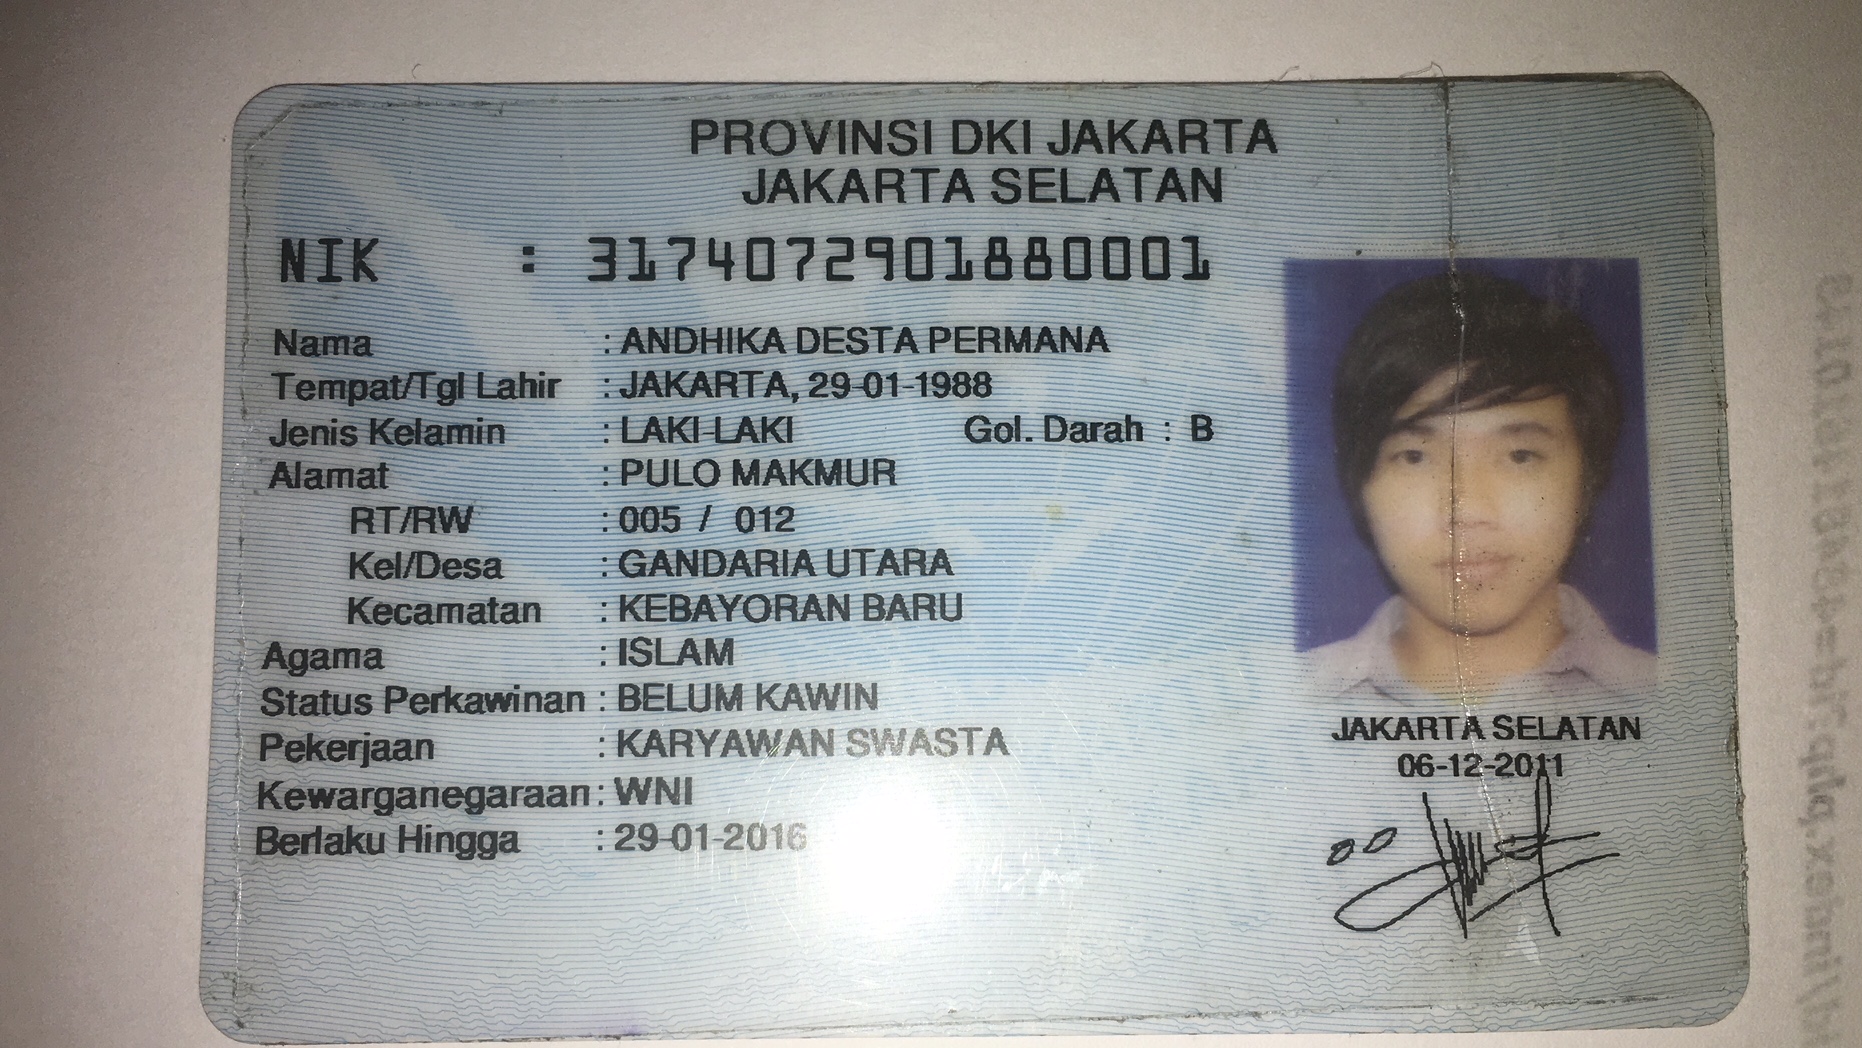 PROVINSI DKI JAKARTA
JAKARTA SELATAN
NIK : 3174072901880001
Nama : ANDHIKA DESTA PERMANA
Tempat/Tgl Lahir : JAKARTA, 29-01-1988
Jenis Kelamin : LAKI-LAKI Gol. Darah : B
Alamat : PULO MAKMUR
RT/RW : 005 / 012
Kel/Desa : GANDARIA UTARA
Kecamatan : KEBAYORAN BARU
Agama : ISLAM
Status Perkawinan : BELUM KAWIN
Pekerjaan : KARYAWAN SWASTA
Kewarganegaraan : WNI
Berlaku Hingga : 29-01-2016
JAKARTA SELATAN
06-12-2011